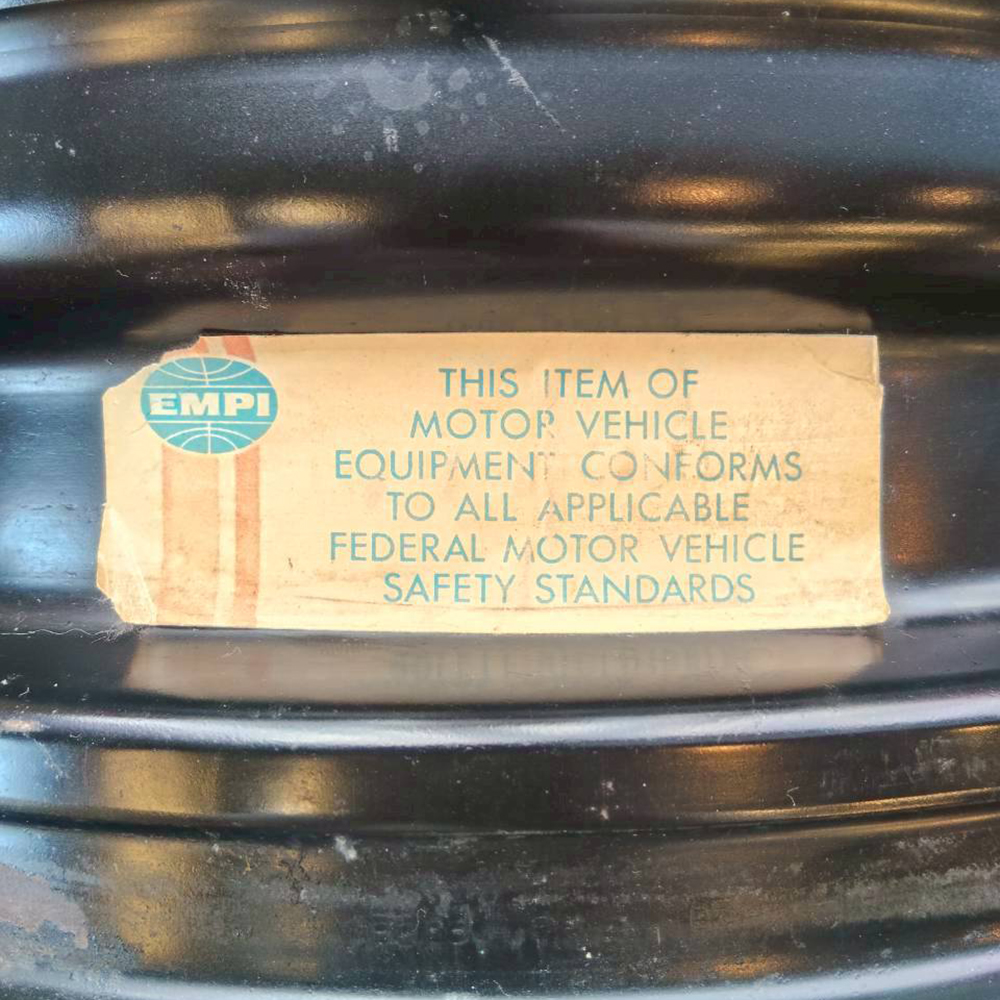 EMPI
THIS ITEM OF
MOTOR VEHICLE
EQUIPMENT CONFORMS
TO ALL APPLICABLE
FEDERAL MOTOR VEHICLE
SAFETY STANDARDS